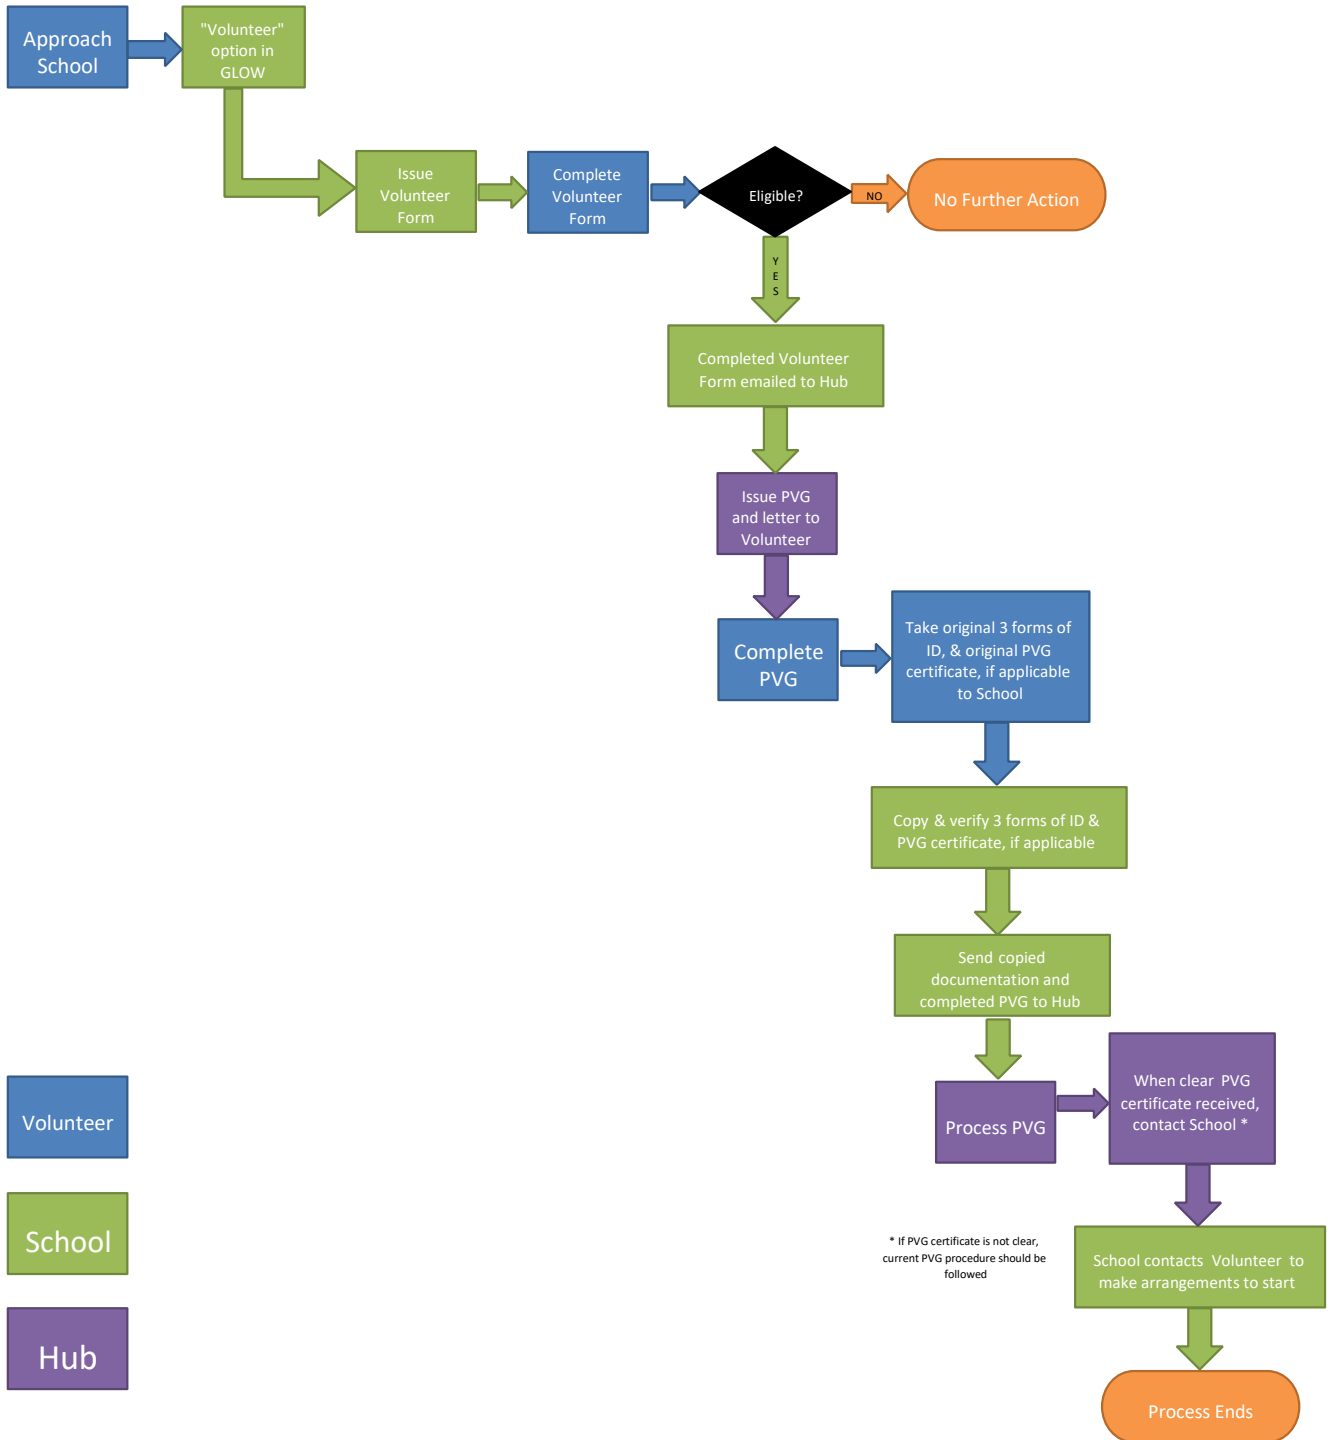 Approach
School
"Volunteer"
option in
GLOW
Issue
Volunteer
Form
Complete
Volunteer
Form
Eligible?
NO
No Further Action
Y
E
S
Completed Volunteer
Form emailed to Hub
Issue PVG
and letter to
Volunteer
Complete
PVG
Take original 3 forms of
ID, & original PVG
certificate, if applicable
to School
Copy & verify 3 forms of ID &
PVG certificate, if applicable
Send copied
documentation and
completed PVG to Hub
Process PVG
When clear PVG
certificate received,
contact School *
* If PVG certificate is not clear,
current PVG procedure should be
followed
School contacts Volunteer to
make arrangements to start
Process Ends
Volunteer
School
Hub